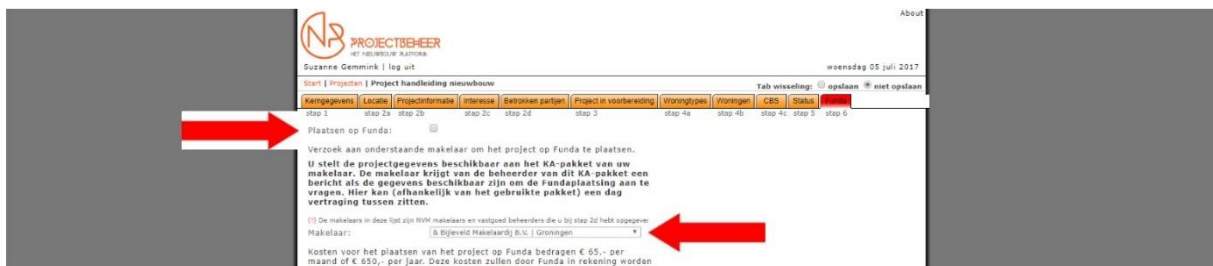 About
NB PROJECTBEHEER
HET NIEUWBOUW PLATFORM
Suzanne Gemmink | log uit
woensdag 05 juli 2017
Start | Projecten | Project handleiding nieuwbouw
Tab wisseling: opslaan niet opslaan
Kerngegevens Locatie Projectinformatie Interesse Betrokken partijen Project in voorbereiding Woningtypes Woningen CBS Status Funda
stap 1 stap 2a stap 2b stap 2c stap 2d stap 3 stap 4a stap 4b stap 4c stap 5 stap 6
Plaatsen op Funda:
Verzoek aan onderstaande makelaar om het project op Funda te plaatsen.
U stelt de projectgegevens beschikbaar aan het KA-pakket van uw
makelaar. De makelaar krijgt van de beheerder van dit KA-pakket een
bericht als de gegevens beschikbaar zijn om de Fundaplaatsing aan te
vragen. Hier kan (afhankelijk van het gebruikte pakket) een dag
vertraging tussen zitten.
(!) De makelaars in deze lijst zijn NVM makelaars en vastgoed beheerders die u bij stap 2d hebt opgegeve
Makelaar: & Bijleveld Makelaardij B.V. | Groningen
Kosten voor het plaatsen van het project op Funda bedragen € 65,- per
maand of € 650,- per jaar. Deze kosten zullen door Funda in rekening worden